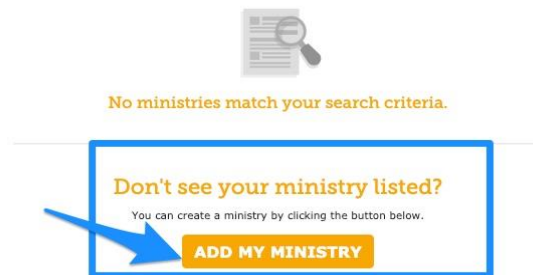 No ministries match your search criteria.
Don't see your ministry listed?
You can create a ministry by clicking the button below.
ADD MY MINISTRY